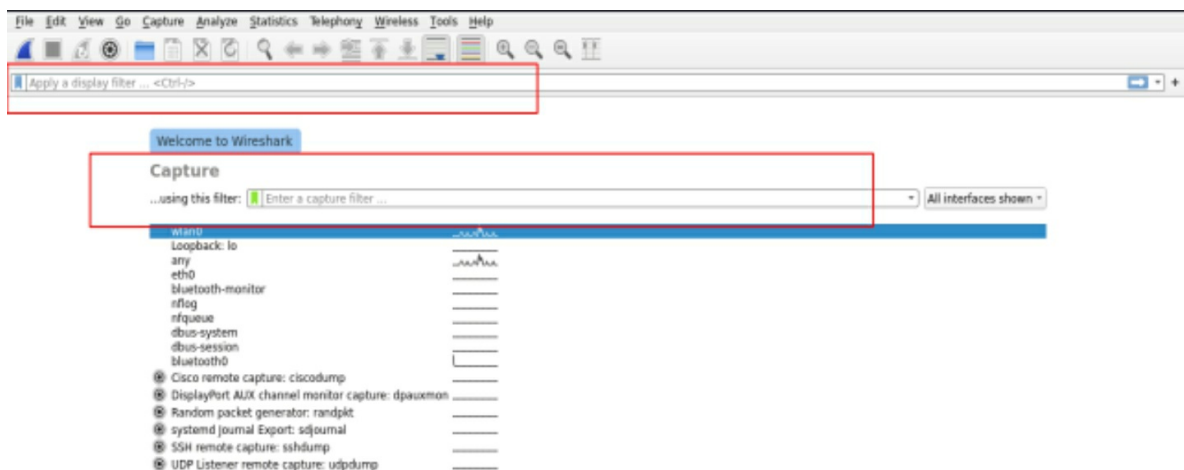 File Edit View Go Capture Analyze Statistics Telephony Wireless Tools Help
Apply a display filter ... <Ctrl-/>
+
Welcome to Wireshark
Capture
...using this filter: Enter a capture filter ... All interfaces shown
wlan0
Loopback: lo
any
eth0
bluetooth-monitor
nflog
nfqueue
dbus-system
dbus-session
bluetooth0
Cisco remote capture: ciscodump
DisplayPort AUX channel monitor capture: dpauxmon
Random packet generator: randpkt
systemd Journal Export: sdjournal
SSH remote capture: sshdump
UDP Listener remote capture: udpdump